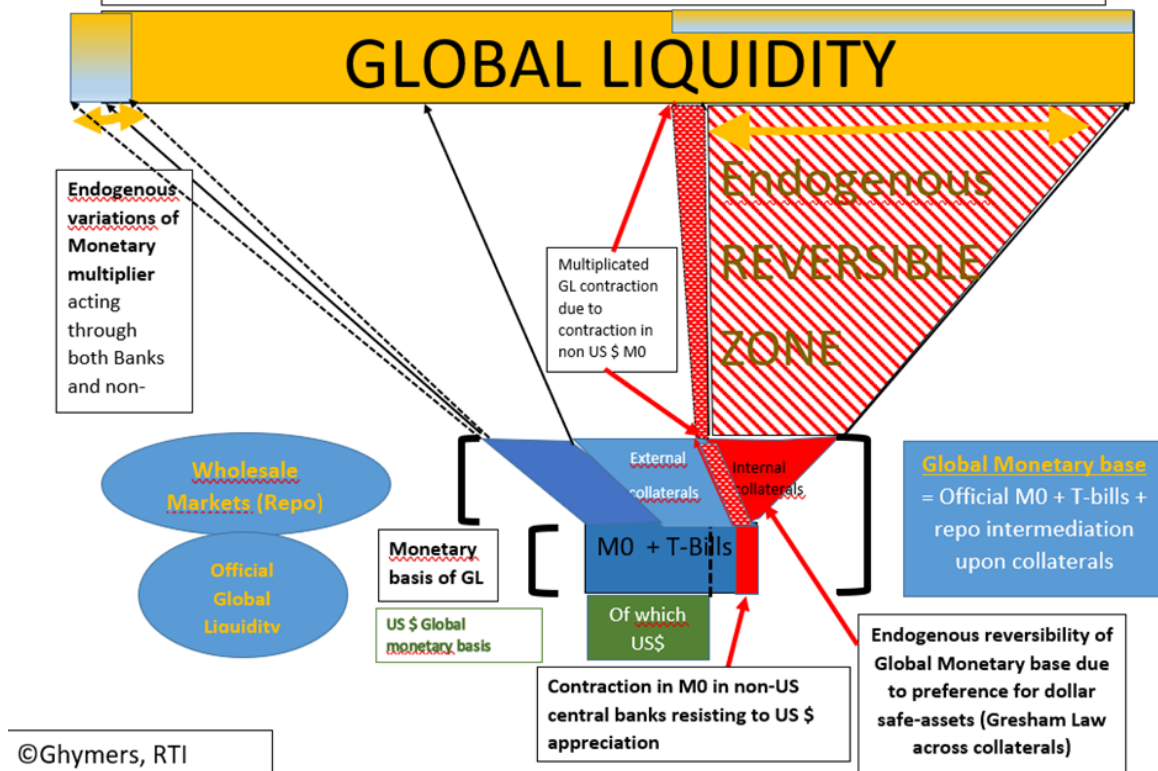 GLOBAL LIQUIDITY
Endogenous
variations of
Monetary
multiplier
acting
through
both Banks
and non-
Multiplicated
GL contraction
due to
contraction in
non US $ M0
Endogenous
REVERSIBLE
ZONE
Wholesale
Markets (Repo)
Official
Global
Liquidity
External
collaterals
Internal
collaterals
M0 + T-Bills
Monetary
basis of GL
US $ Global
monetary basis
Of which
US$
Global Monetary base
= Official M0 + T-bills +
repo intermediation
upon collaterals
Contraction in M0 in non-US
central banks resisting to US $
appreciation
Endogenous reversibility of
Global Monetary base due
to preference for dollar
safe-assets (Gresham Law
across collaterals)
©Ghymers, RTI